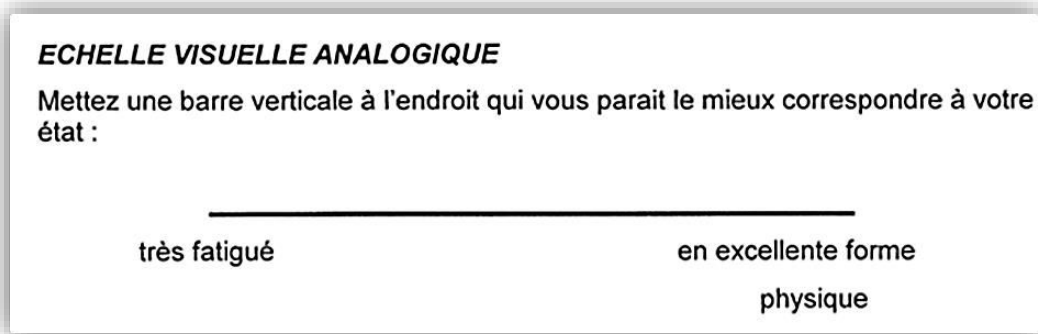 ECHELLE VISUELLE ANALOGIQUE
Mettez une barre verticale à l'endroit qui vous parait le mieux correspondre à votre
état :
très fatigué en excellente forme
physique